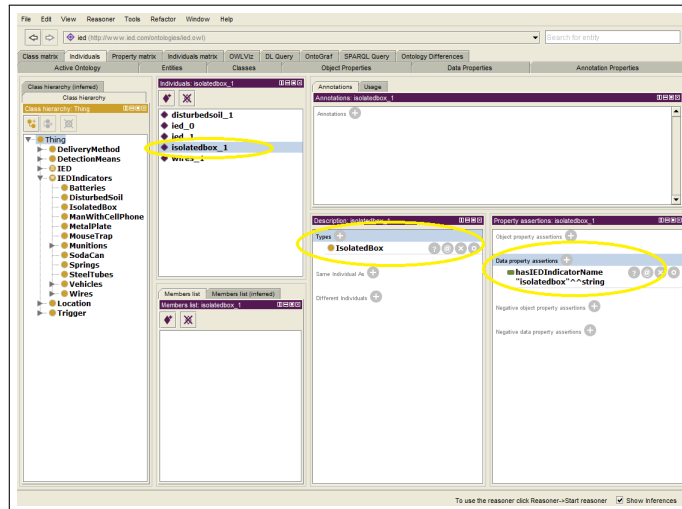 File Edit View Reasoner Tools Refactor Window Help
ied (http://www.ied.com/ontologies/ied.owl)
Search for entity
Class matrix Individuals Property matrix Individuals matrix OWLViz DL Query OntoGraf SPARQL Query Ontology Differences
Active Ontology Entities Classes Object Properties Data Properties Annotation Properties
Class hierarchy (inferred)
Class hierarchy
Class hierarchy: Thing
Thing
DeliveryMethod
DetectionMeans
IED
IEDIndicators
Batteries
DisturbedSoil
IsolatedBox
ManWithCellPhone
MetalPlate
MouseTrap
Munitions
SodaCan
Springs
SteelTubes
Vehicles
Wires
Location
Trigger
Individuals: isolatedbox_1
disturbedsoil_1
ied_0
ied_1
isolatedbox_1
wires_1
Members list Members list (inferred)
Members list: isolatedbox_1
Annotations Usage
Annotations: isolatedbox_1
Annotations
Description: isolatedbox_1
Types
IsolatedBox
Same Individual As
Different Individuals
Property assertions: isolatedbox_1
Object property assertions
Data property assertions
hasIEDIndicatorName
"isolatedbox"^^string
Negative object property assertions
Negative data property assertions
To use the reasoner click Reasoner->Start reasoner Show Inferences